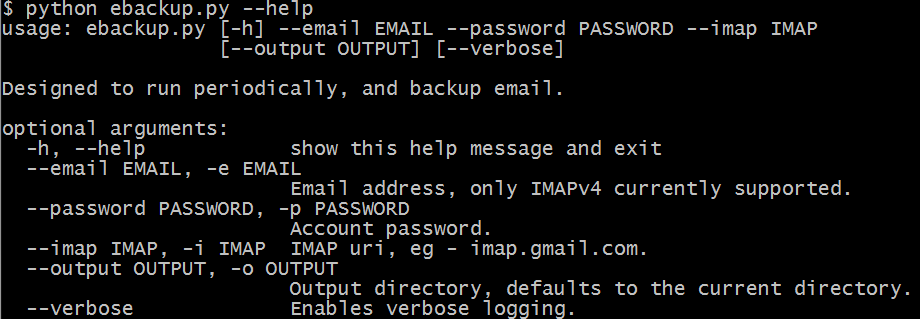 $ python ebackup.py --help
usage: ebackup.py [-h] --email EMAIL --password PASSWORD --imap IMAP
                  [--output OUTPUT] [--verbose]

Designed to run periodically, and backup email.

optional arguments:
  -h, --help            show this help message and exit
  --email EMAIL, -e EMAIL
                        Email address, only IMAPv4 currently supported.
  --password PASSWORD, -p PASSWORD
                        Account password.
  --imap IMAP, -i IMAP  IMAP uri, eg - imap.gmail.com.
  --output OUTPUT, -o OUTPUT
                        Output directory, defaults to the current directory.
  --verbose             Enables verbose logging.